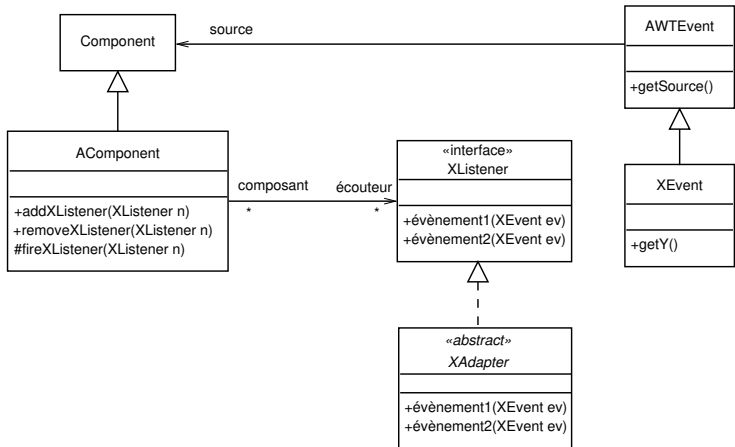 Component
source
AWTEvent
+getSource()
AComponent
+addXListener(XListener n)
+removeXListener(XListener n)
#fireXListener(XListener n)
composant
*
écouteur
*
«interface»
XListener
+évènement1(XEvent ev)
+évènement2(XEvent ev)
XEvent
+getY()
«abstract»
XAdapter
+évènement1(XEvent ev)
+évènement2(XEvent ev)